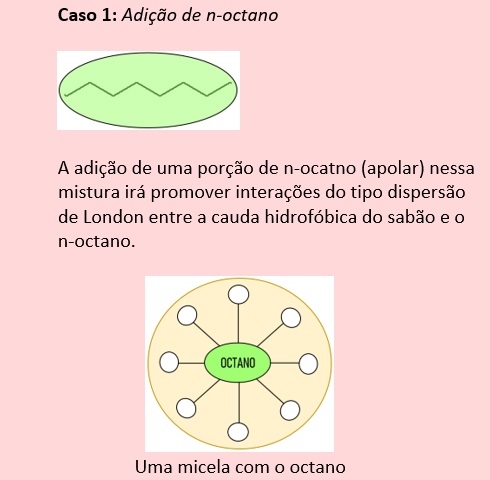 Caso 1: Adição de n-octano
A adição de uma porção de n-ocatno (apolar) nessa
mistura irá promover interações do tipo dispersão
de London entre a cauda hidrofóbica do sabão e o
n-octano.
OCTANO
Uma micela com o octano